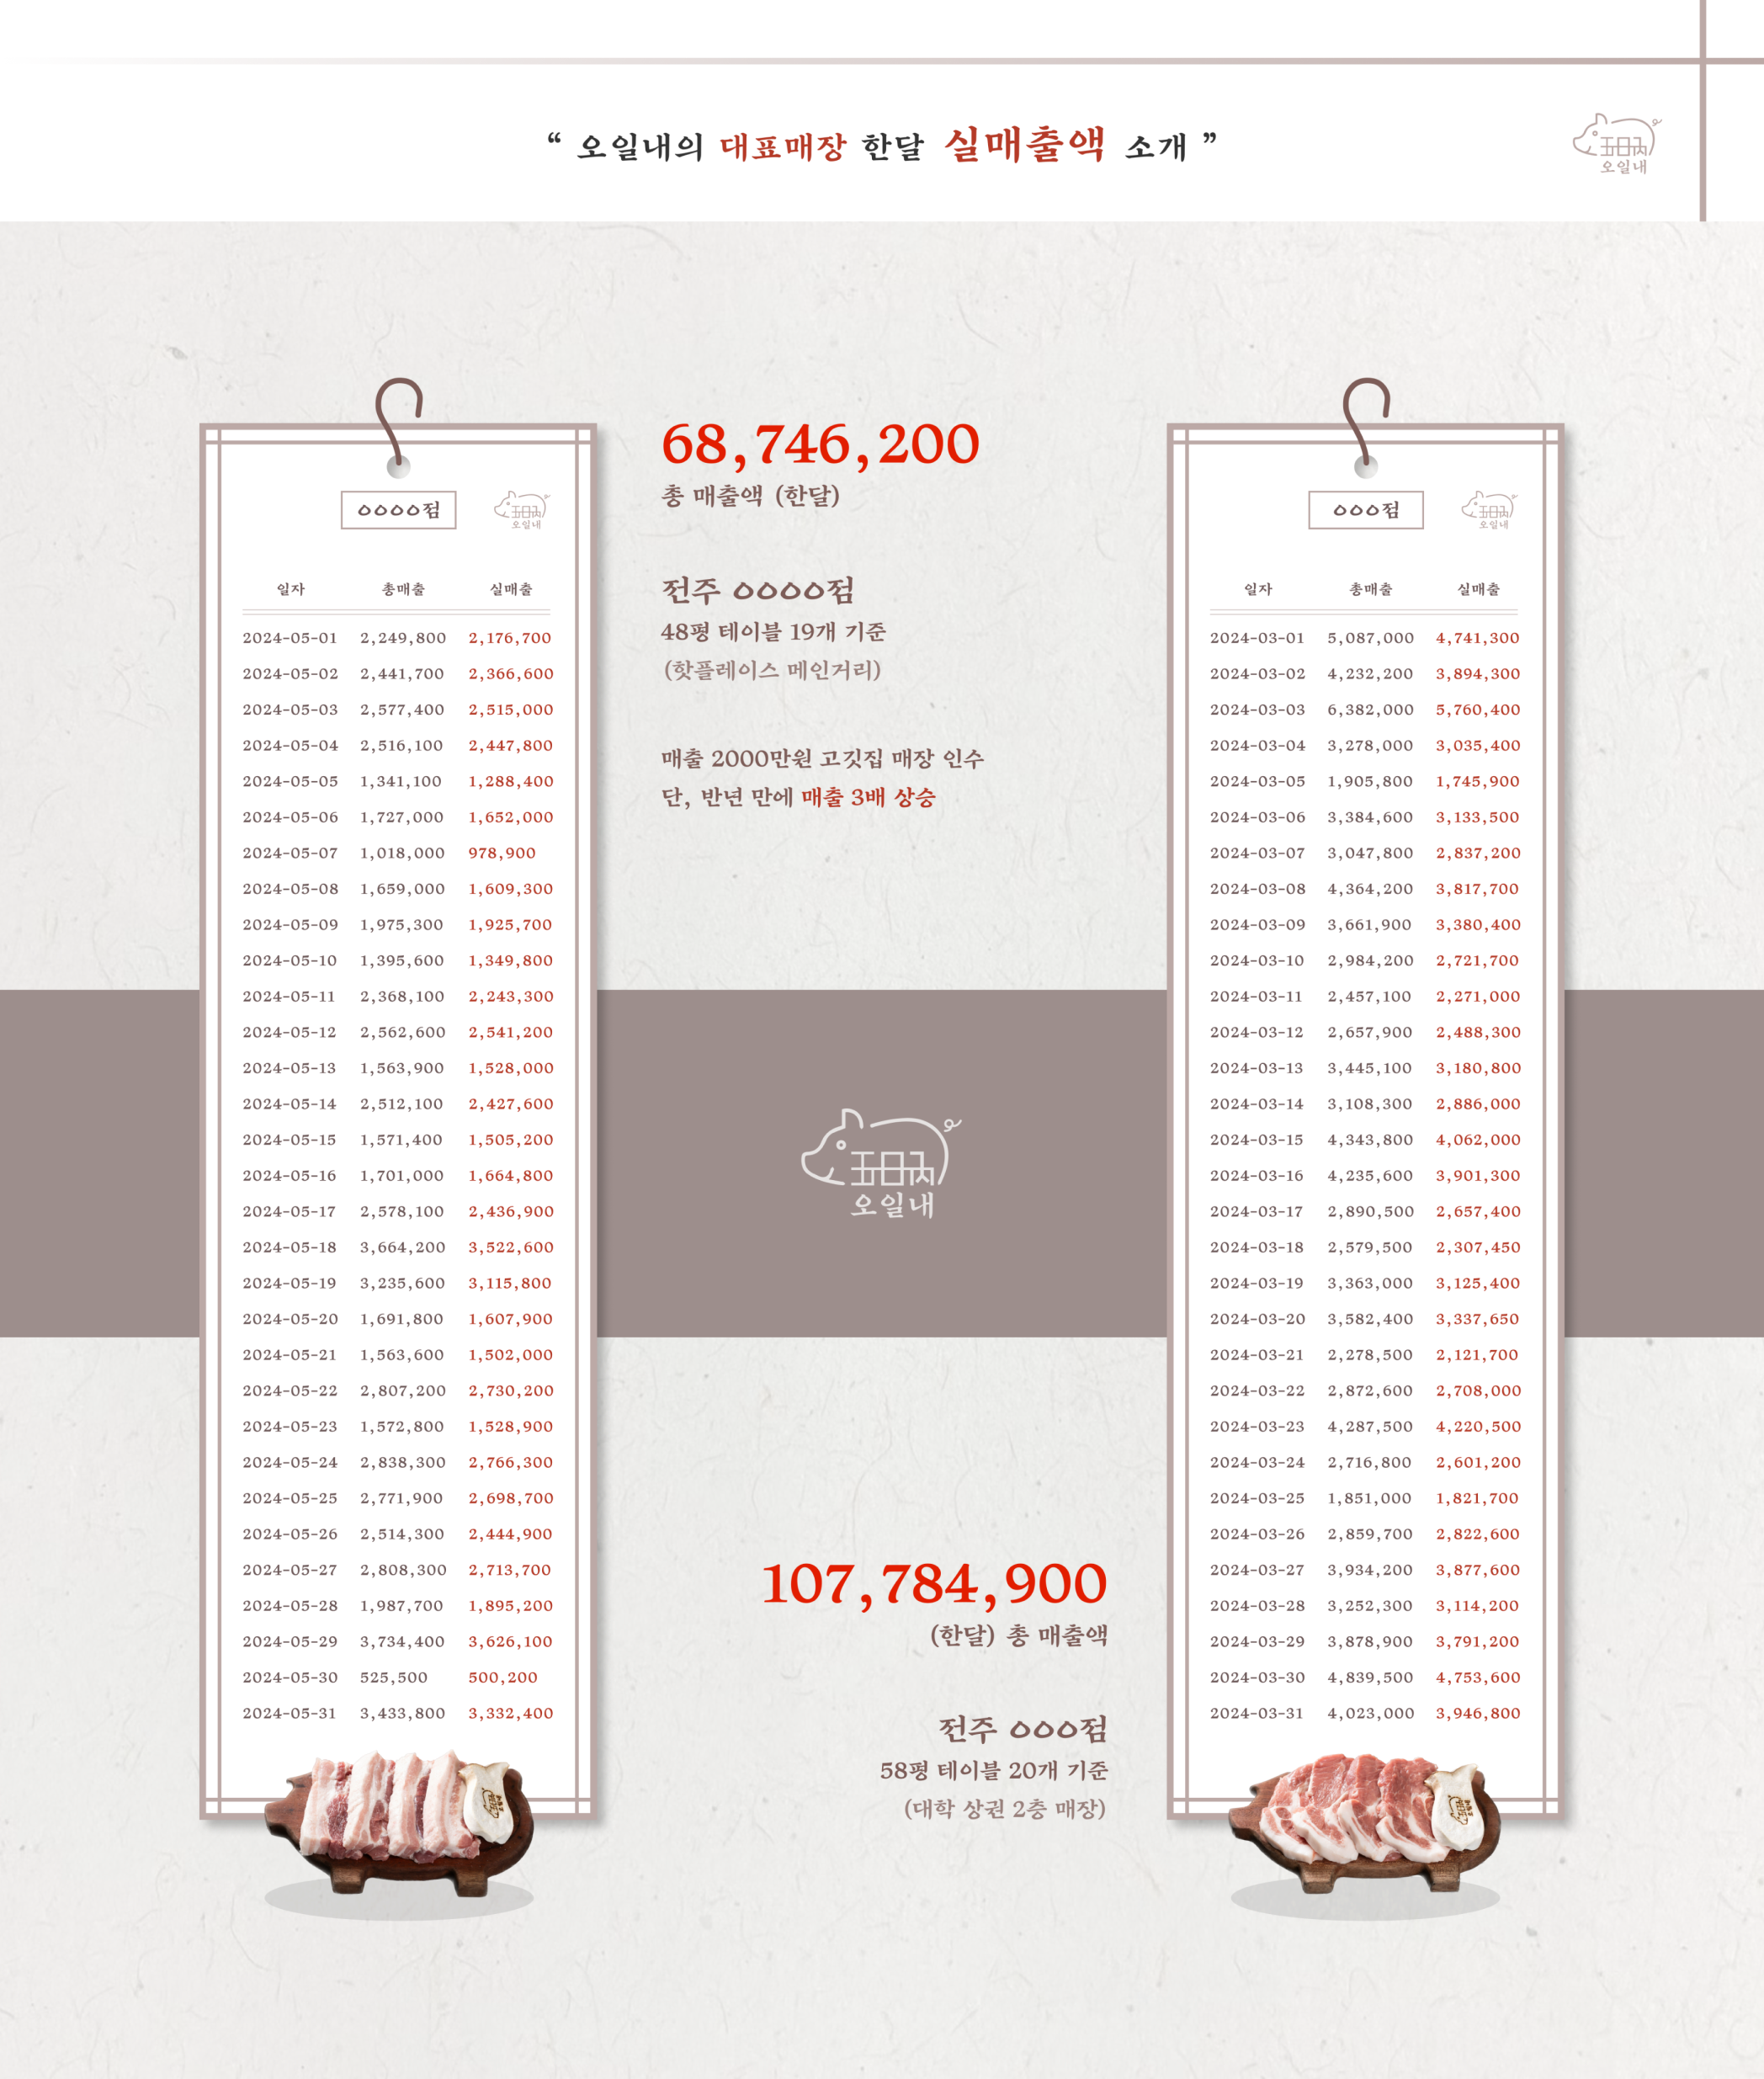 “ 오일내의 대표매장 한달 실매출액 소개 ”
오일내
ㅇㅇㅇㅇ점
오일내
일자 총매출 실매출
2024-05-01 2,249,800 2,176,700
2024-05-02 2,441,700 2,366,600
2024-05-03 2,577,400 2,515,000
2024-05-04 2,516,100 2,447,800
2024-05-05 1,341,100 1,288,400
2024-05-06 1,727,000 1,652,000
2024-05-07 1,018,000 978,900
2024-05-08 1,659,000 1,609,300
2024-05-09 1,975,300 1,925,700
2024-05-10 1,395,600 1,349,800
2024-05-11 2,368,100 2,243,300
2024-05-12 2,562,600 2,541,200
2024-05-13 1,563,900 1,528,000
2024-05-14 2,512,100 2,427,600
2024-05-15 1,571,400 1,505,200
2024-05-16 1,701,000 1,664,800
2024-05-17 2,578,100 2,436,900
2024-05-18 3,664,200 3,522,600
2024-05-19 3,235,600 3,115,800
2024-05-20 1,691,800 1,607,900
2024-05-21 1,563,600 1,502,000
2024-05-22 2,807,200 2,730,200
2024-05-23 1,572,800 1,528,900
2024-05-24 2,838,300 2,766,300
2024-05-25 2,771,900 2,698,700
2024-05-26 2,514,300 2,444,900
2024-05-27 2,808,300 2,713,700
2024-05-28 1,987,700 1,895,200
2024-05-29 3,734,400 3,626,100
2024-05-30 525,500 500,200
2024-05-31 3,433,800 3,332,400
68,746,200
총 매출액 (한달)
전주 ㅇㅇㅇㅇ점
48평 테이블 19개 기준
(핫플레이스 메인거리)
매출 2000만원 고깃집 매장 인수
단, 반년 만에 매출 3배 상승
오일내
107,784,900
(한달) 총 매출액
전주 ㅇㅇㅇ점
58평 테이블 20개 기준
(대학 상권 2층 매장)
ㅇㅇㅇ점
오일내
일자 총매출 실매출
2024-03-01 5,087,000 4,741,300
2024-03-02 4,232,200 3,894,300
2024-03-03 6,382,000 5,760,400
2024-03-04 3,278,000 3,035,400
2024-03-05 1,905,800 1,745,900
2024-03-06 3,384,600 3,133,500
2024-03-07 3,047,800 2,837,200
2024-03-08 4,364,200 3,817,700
2024-03-09 3,661,900 3,380,400
2024-03-10 2,984,200 2,721,700
2024-03-11 2,457,100 2,271,000
2024-03-12 2,657,900 2,488,300
2024-03-13 3,445,100 3,180,800
2024-03-14 3,108,300 2,886,000
2024-03-15 4,343,800 4,062,000
2024-03-16 4,235,600 3,901,300
2024-03-17 2,890,500 2,657,400
2024-03-18 2,579,500 2,307,450
2024-03-19 3,363,000 3,125,400
2024-03-20 3,582,400 3,337,650
2024-03-21 2,278,500 2,121,700
2024-03-22 2,872,600 2,708,000
2024-03-23 4,287,500 4,220,500
2024-03-24 2,716,800 2,601,200
2024-03-25 1,851,000 1,821,700
2024-03-26 2,859,700 2,822,600
2024-03-27 3,934,200 3,877,600
2024-03-28 3,252,300 3,114,200
2024-03-29 3,878,900 3,791,200
2024-03-30 4,839,500 4,753,600
2024-03-31 4,023,000 3,946,800